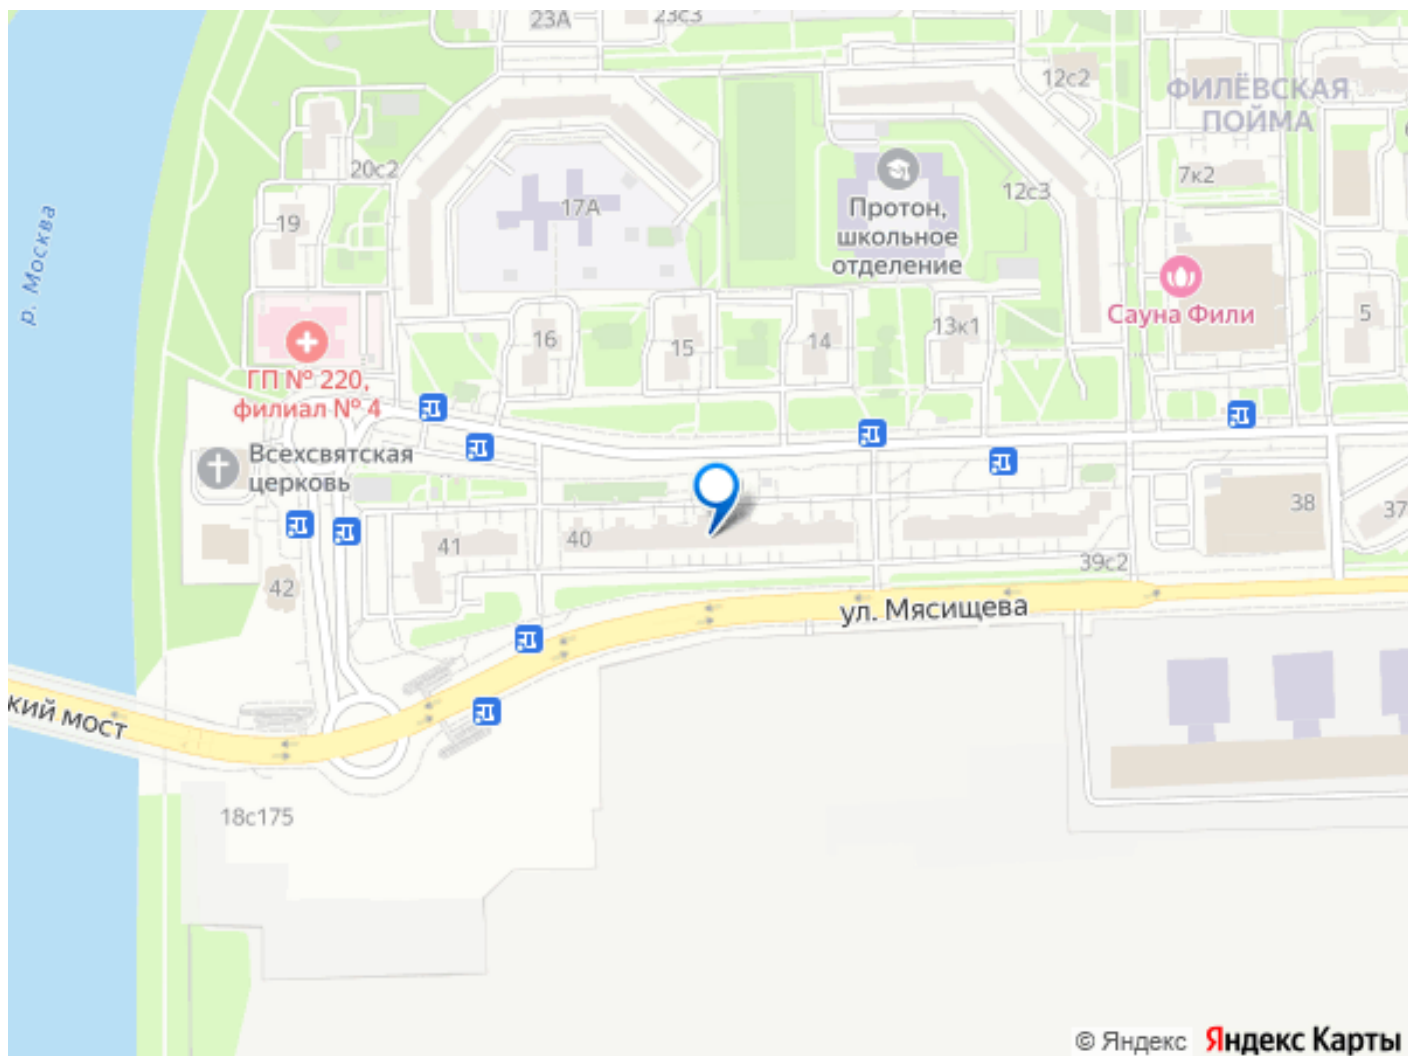 23А
23с3
12с2
ФИЛЁВСКАЯ
ПОЙМА
20с2
7к2
12с3
17А
Протон,
школьное
отделение
19
р. Москва
Сауна Фили
5
13к1
16
15
14
ГП № 220,
филиал № 4
Всехсвятская
церковь
38
37
41
40
39с2
42
ул. Мясищева
кий мост
18с175
© Яндекс
Яндекс Карты